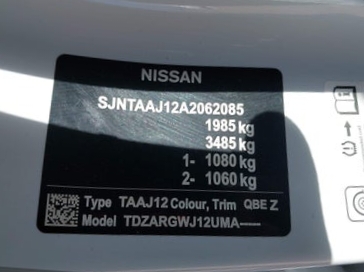 NISSAN
SJNTAAJ12A2062085
1985 kg
3485 kg
1- 1080 kg
2- 1060 kg
Type TAAJ12 Colour, Trim QBE Z
Model TDZARGWJ12UMA-----